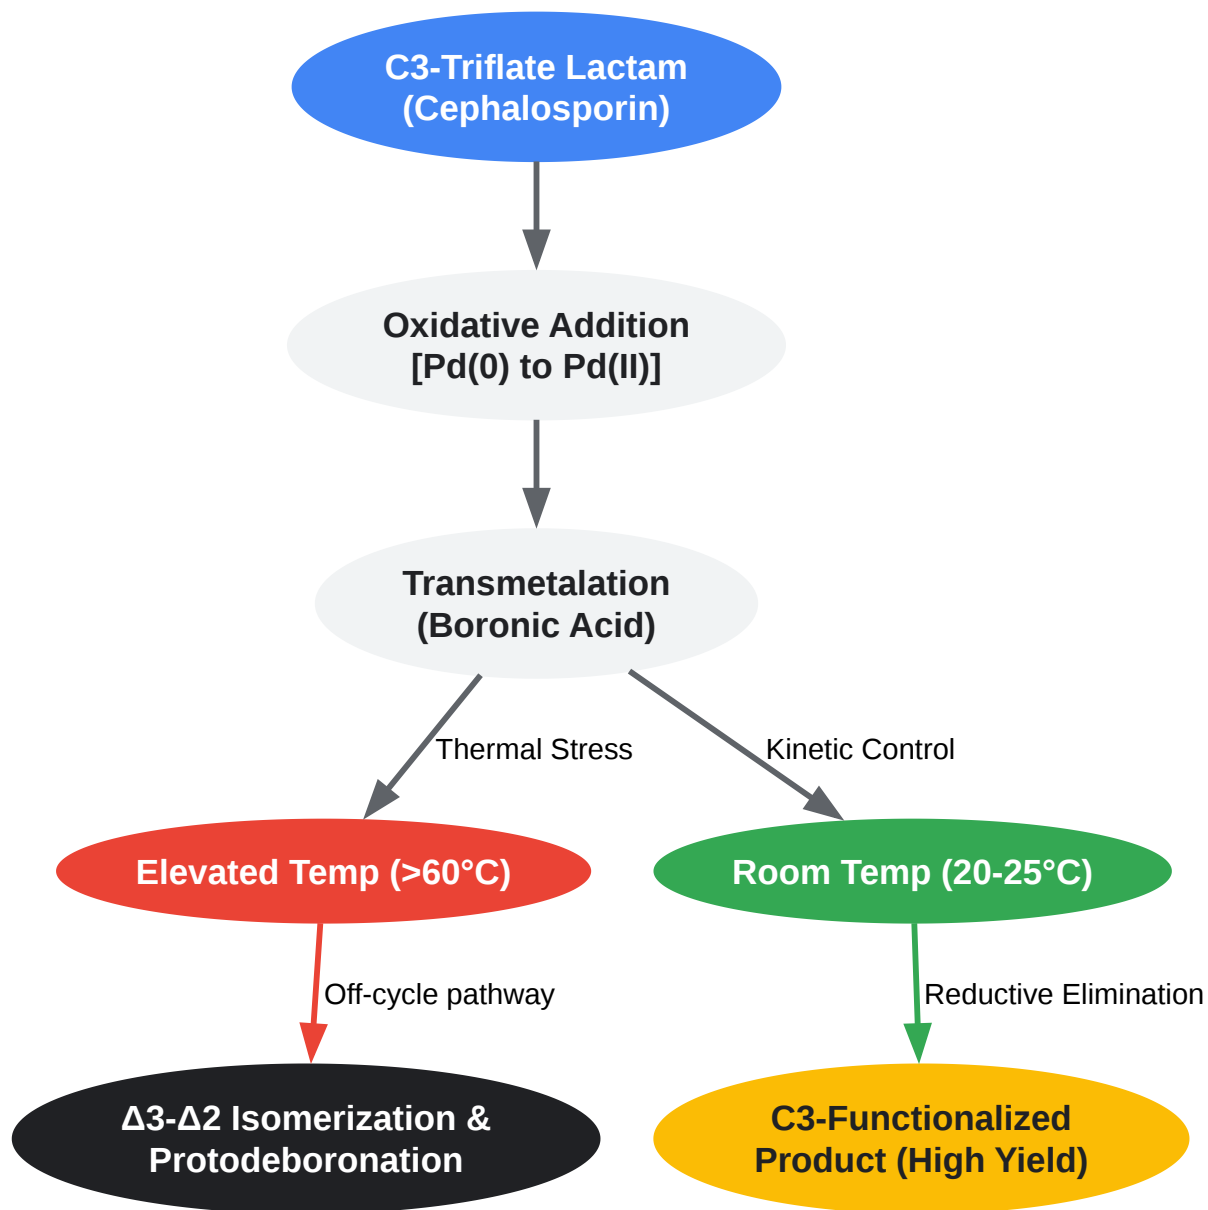 C3-Triflate Lactam
(Cephalosporin)
Oxidative Addition
[Pd(0) to Pd(II)]
Transmetalation
(Boronic Acid)
Thermal Stress
Kinetic Control
Elevated Temp (>60°C)
Room Temp (20-25°C)
Off-cycle pathway
Reductive Elimination
Δ3-Δ2 Isomerization &
Protodeboronation
C3-Functionalized
Product (High Yield)